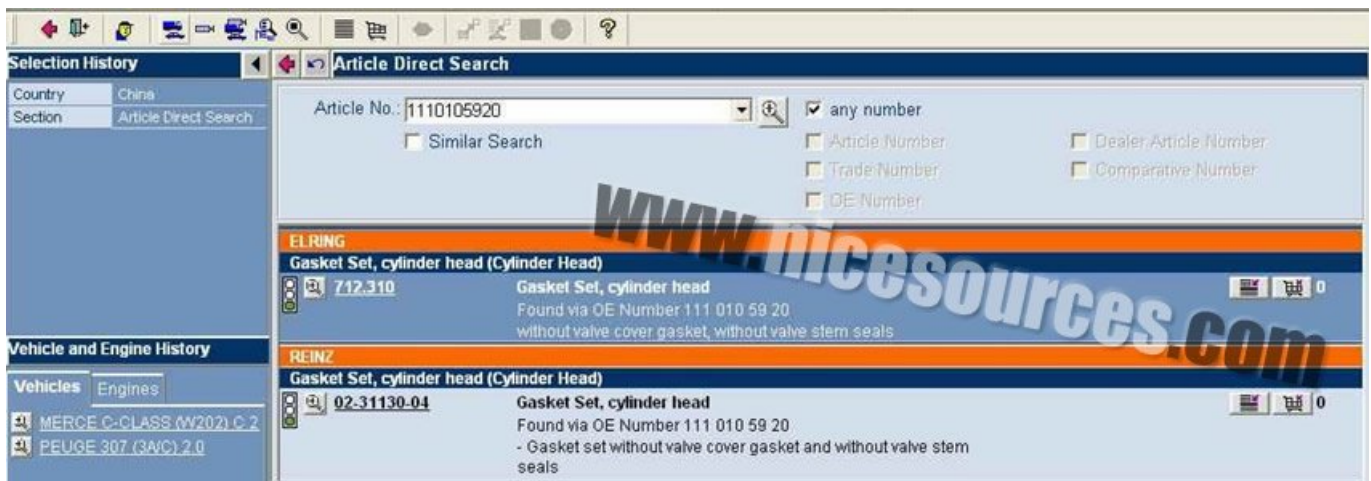 Selection History
Article Direct Search
Country China
Section Article Direct Search
Article No.: 1110105920
any number
Similar Search
Article Number
Dealer Article Number
Trade Number
Comparative Number
OE Number
www.nicesources.com
ELRING
Gasket Set, cylinder head (Cylinder Head)
712.310 Gasket Set, cylinder head 0
Found via OE Number 111 010 59 20
without valve cover gasket, without valve stem seals
REINZ
Gasket Set, cylinder head (Cylinder Head)
02-31130-04 Gasket Set, cylinder head 0
Found via OE Number 111 010 59 20
- Gasket set without valve cover gasket and without valve stem
seals
Vehicle and Engine History
Vehicles Engines
MERCE C-CLASS (W202) C 2
PEUGE 307 (3A/C) 2.0